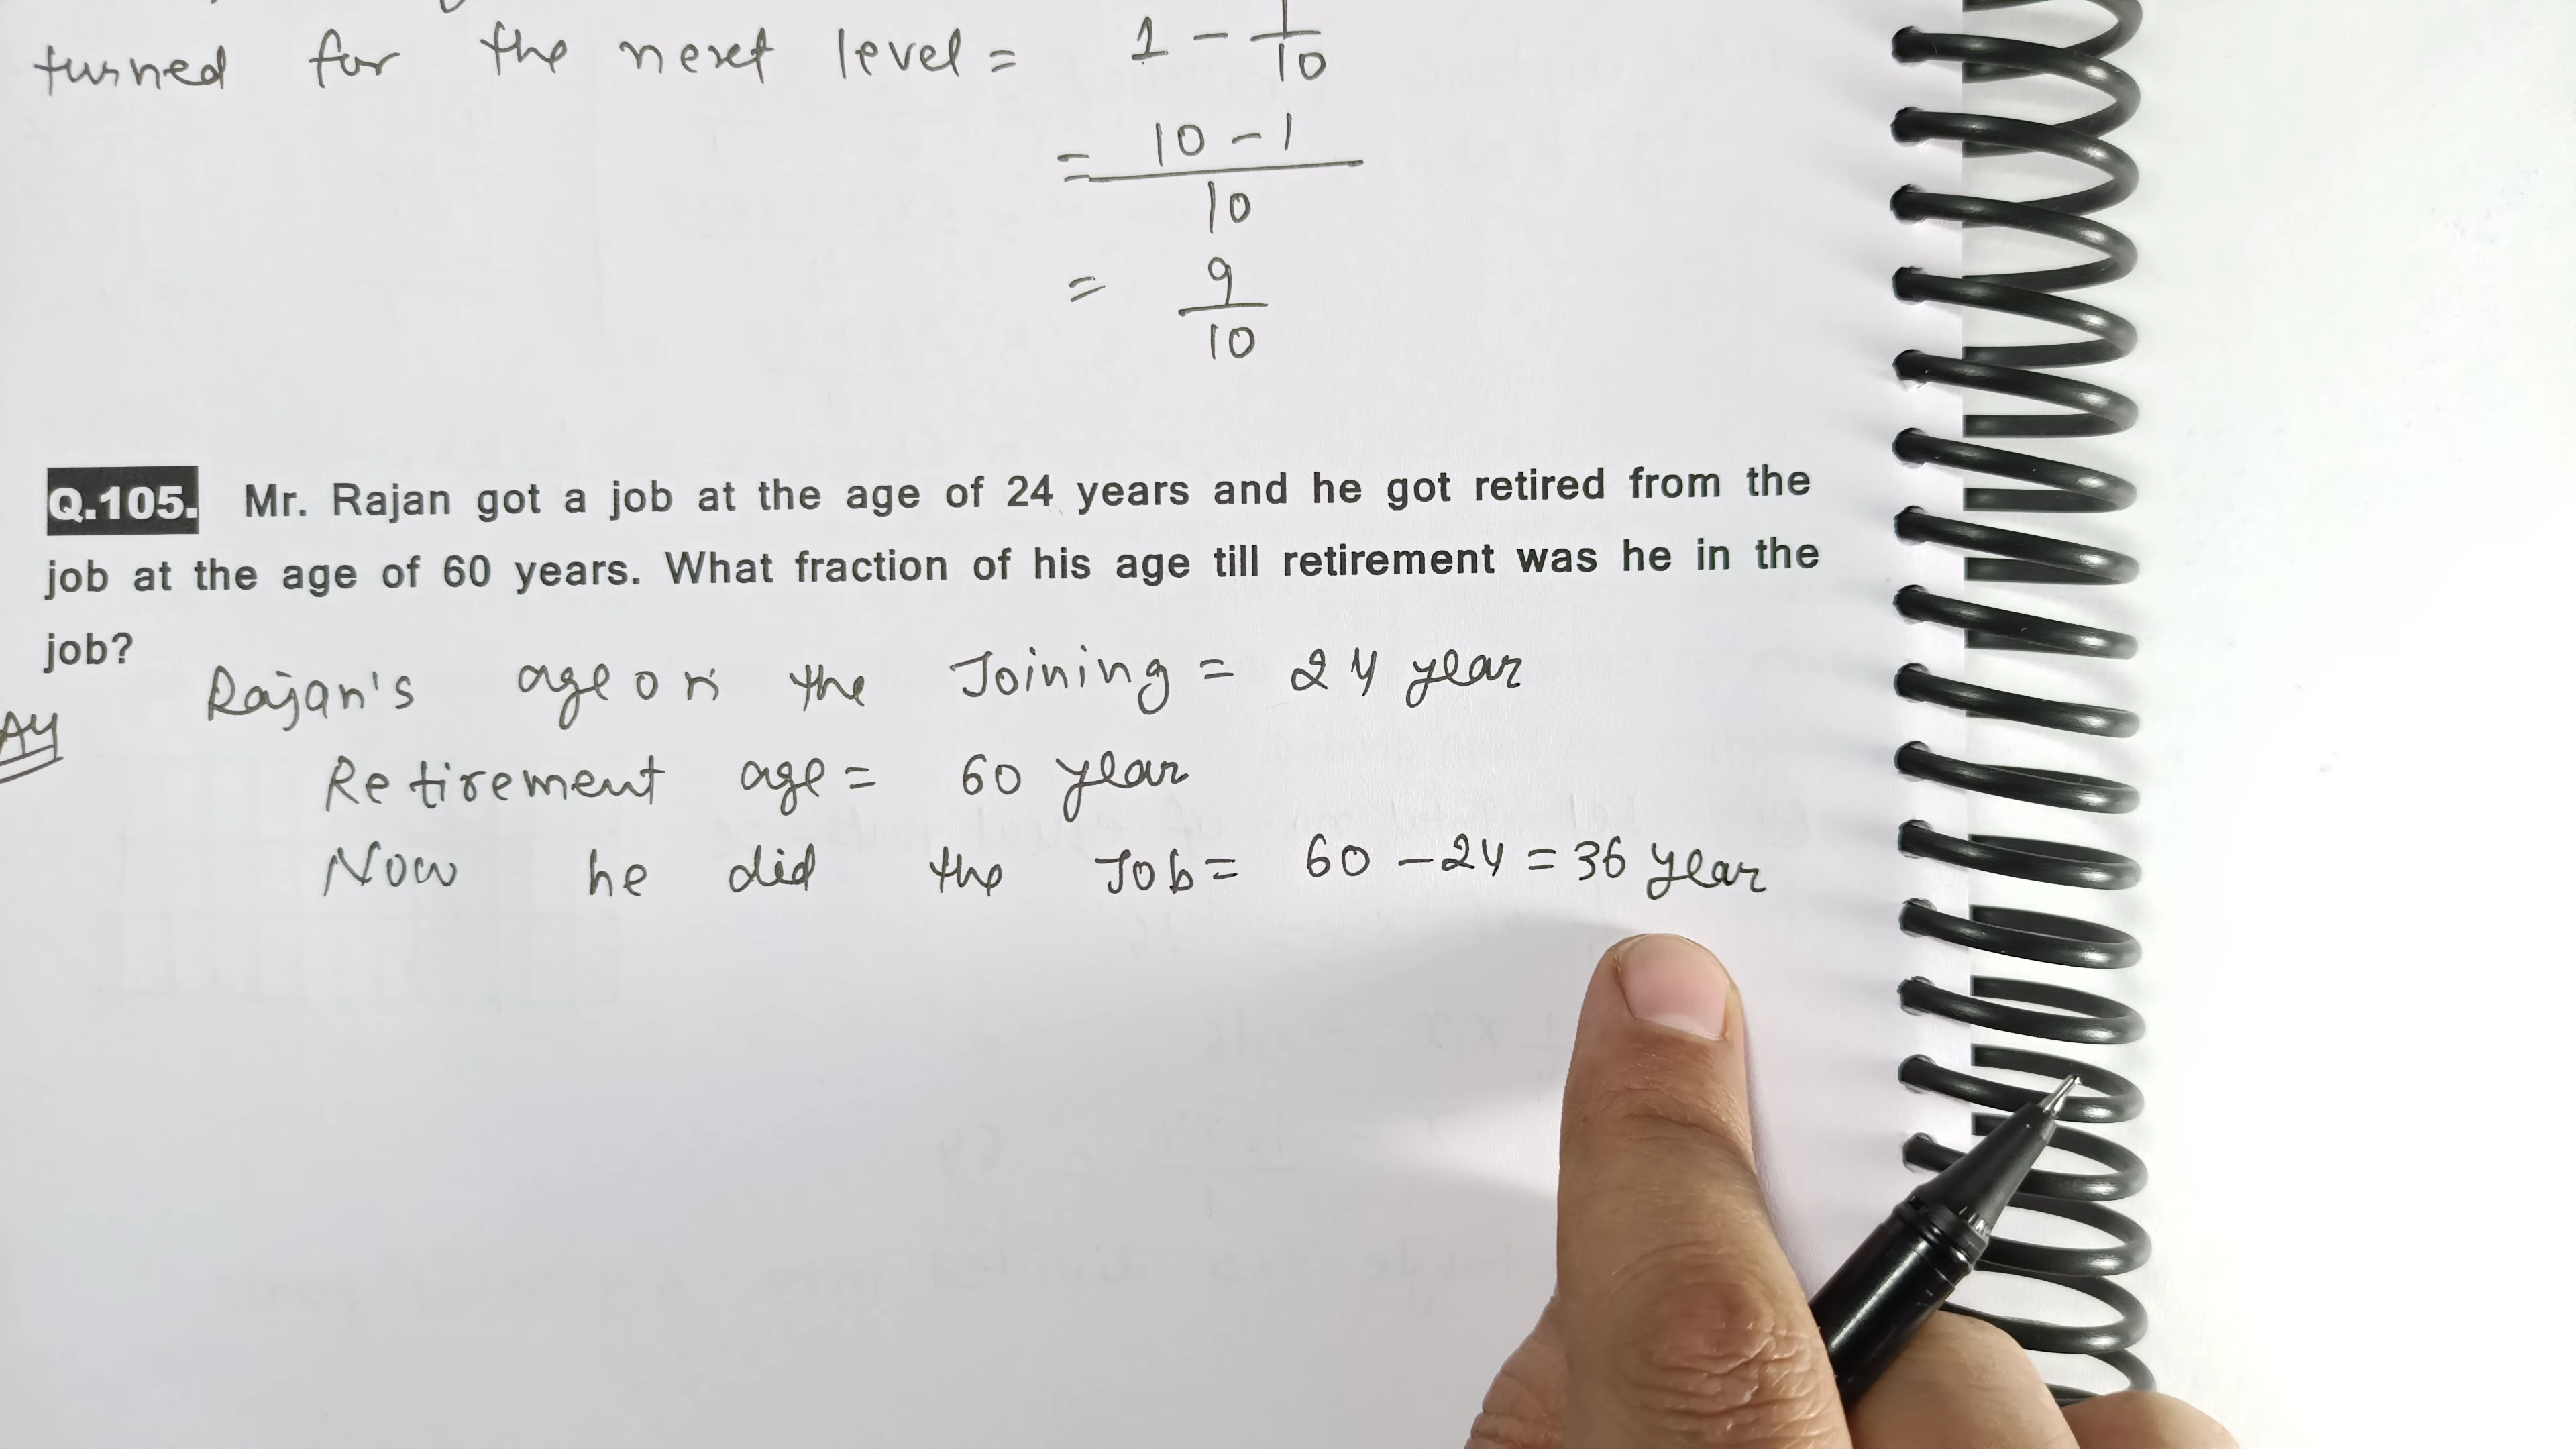 turned for the next level = 1 - 1/10
= 10 - 1/10
= 9/10
Q.105. Mr. Rajan got a job at the age of 24 years and he got retired from the
job at the age of 60 years. What fraction of his age till retirement was he in the
job?
Rajan's age on the Joining = 24 year
Retirement age = 60 year
Now he did the Job = 60 - 24 = 36 year